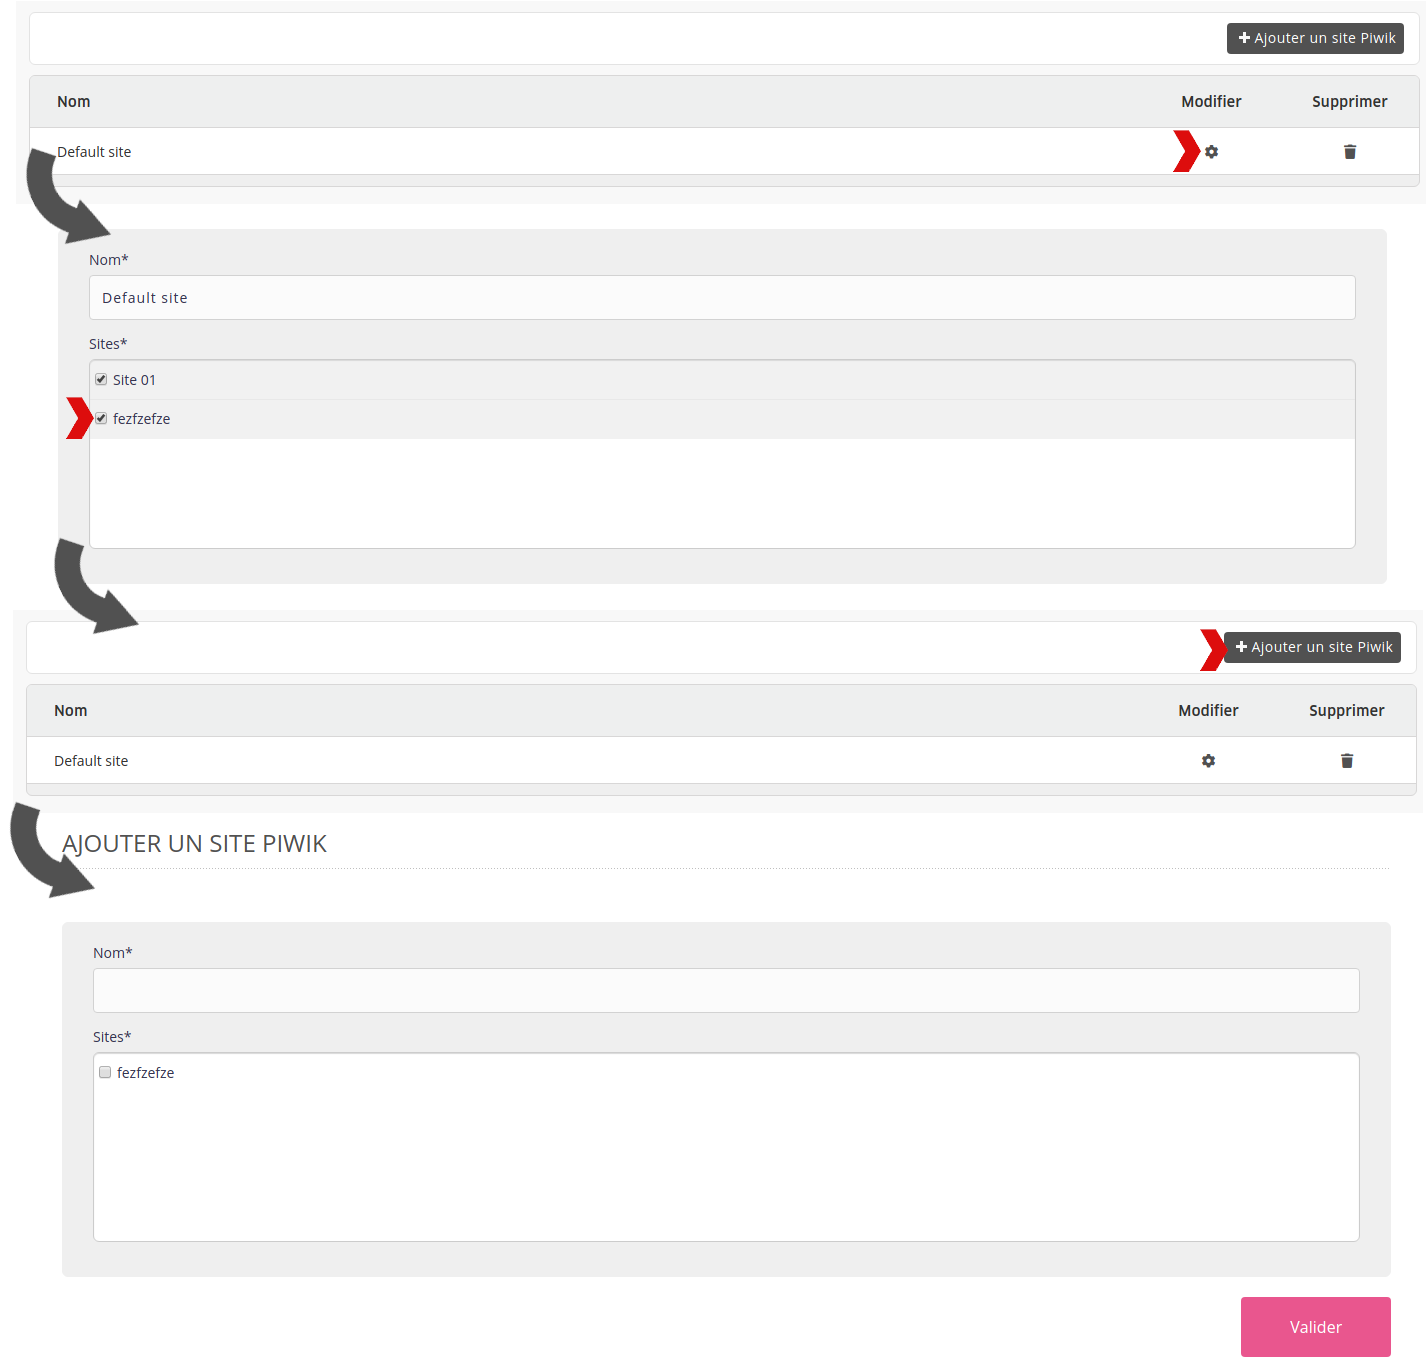 Ajouter un site Piwik
Nom Modifier Supprimer
Default site
Nom*
Default site
Sites*
Site 01
fezfzefze
Ajouter un site Piwik
Nom Modifier Supprimer
Default site
AJOUTER UN SITE PIWIK
Nom*
Sites*
fezfzefze
Valider